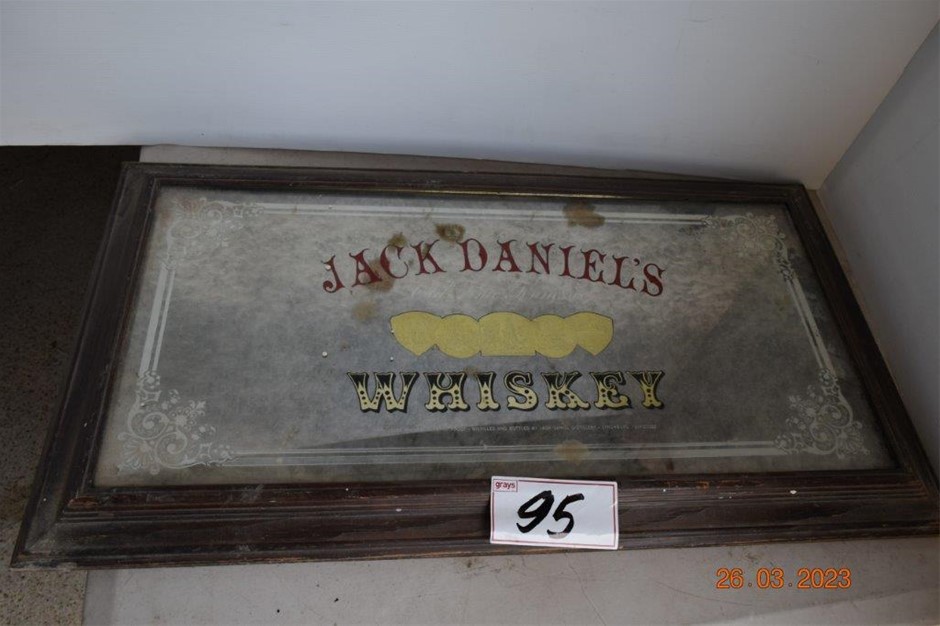 JACK DANIEL'S
WHISKEY
grays
95
26.03.2023